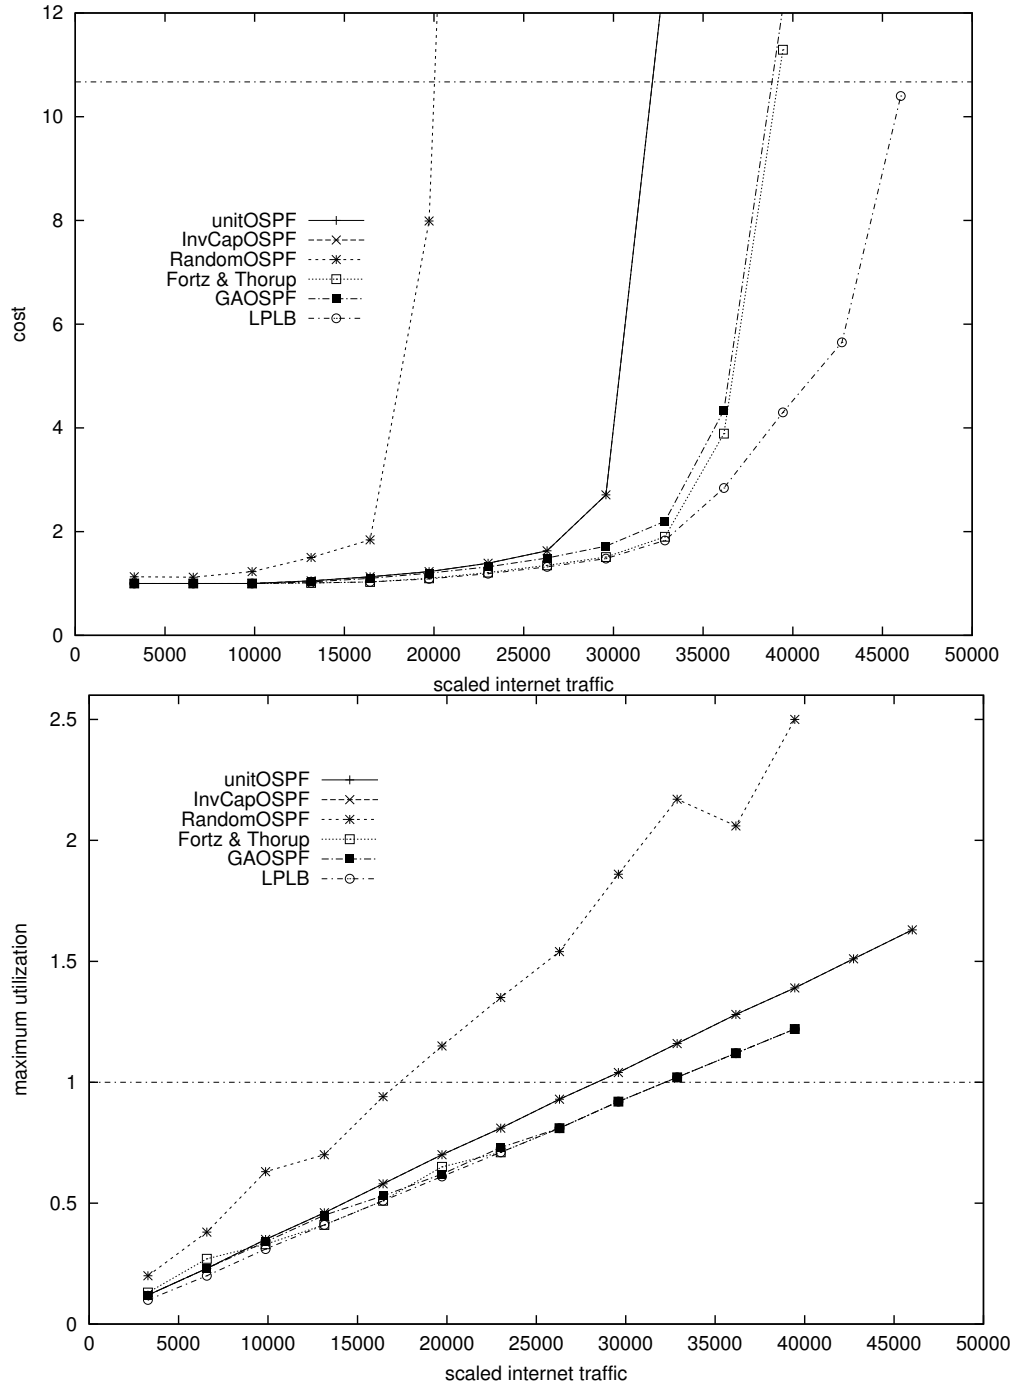 12
10
8
6
4
2
0
cost
unitOSPF
InvCapOSPF
RandomOSPF
Fortz & Thorup
GAOSPF
LPLB
0 5000 10000 15000 20000 25000 30000 35000 40000 45000 50000
scaled internet traffic
2.5
2
1.5
1
0.5
0
maximum utilization
unitOSPF
InvCapOSPF
RandomOSPF
Fortz & Thorup
GAOSPF
LPLB
0 5000 10000 15000 20000 25000 30000 35000 40000 45000 50000
scaled internet traffic